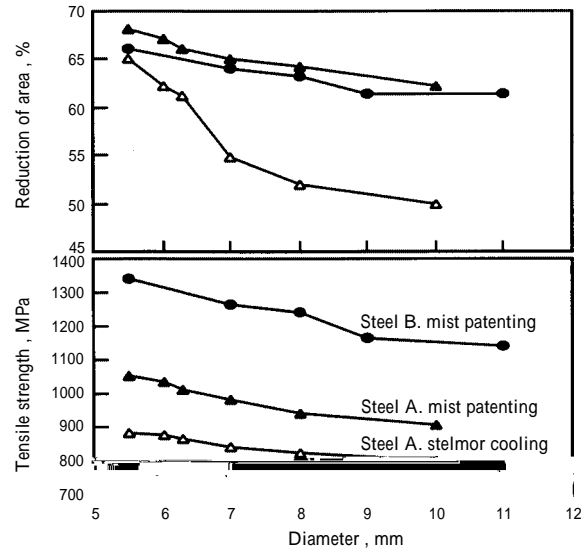 70
65
60
55
50
45
Reduction of area , %
1400
1300
1200
1100
1000
900
800
700
Tensile strength , MPa
Steel B. mist patenting
Steel A. mist patenting
Steel A. stelmor cooling
5 6 7 8 9 10 11 12
Diameter , mm